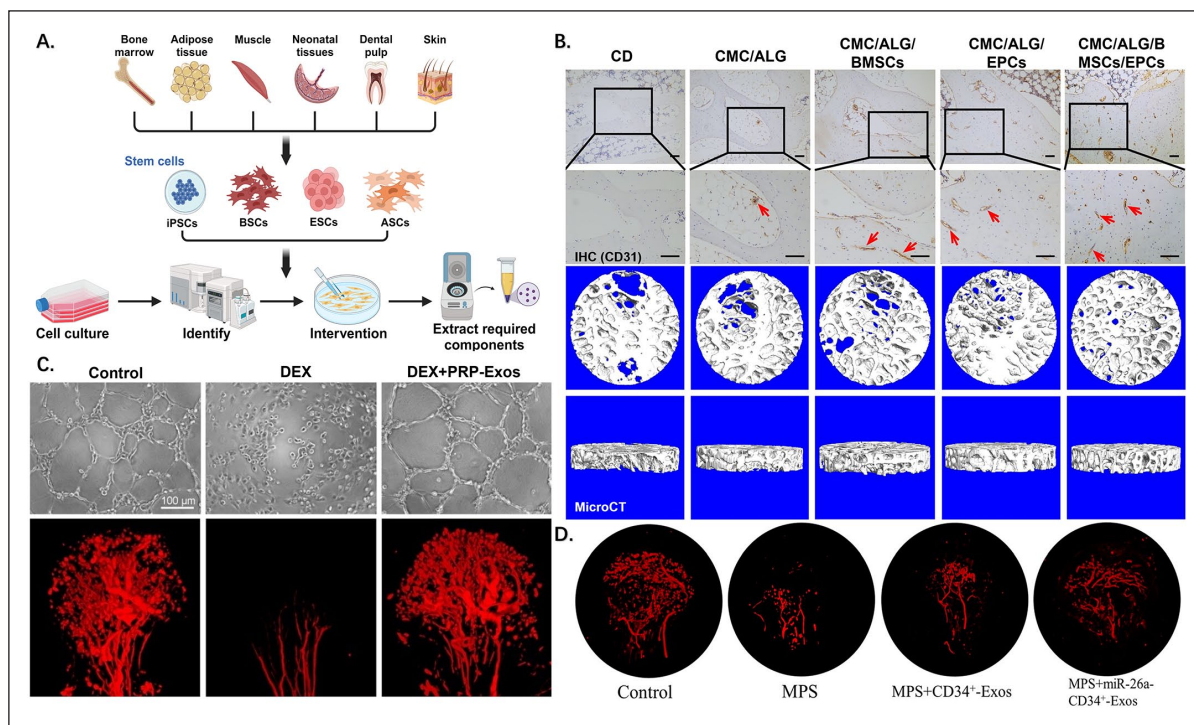 A.
Bone
marrow
Adipose
tissue
Muscle
Neonatal
tissues
Dental
pulp
Skin
Stem cells
iPSCs
BSCs
ESCs
ASCs
Cell culture
Identify
Intervention
Extract required
components
B.
CD
CMC/ALG
CMC/ALG/
BMSCs
CMC/ALG/
EPCs
CMC/ALG/B
MSCs/EPCs
IHC (CD31)
MicroCT
C.
Control
DEX
DEX+PRP-Exos
100 µm
D.
Control
MPS
MPS+CD34⁺-Exos
MPS+miR-26a-
CD34⁺-Exos